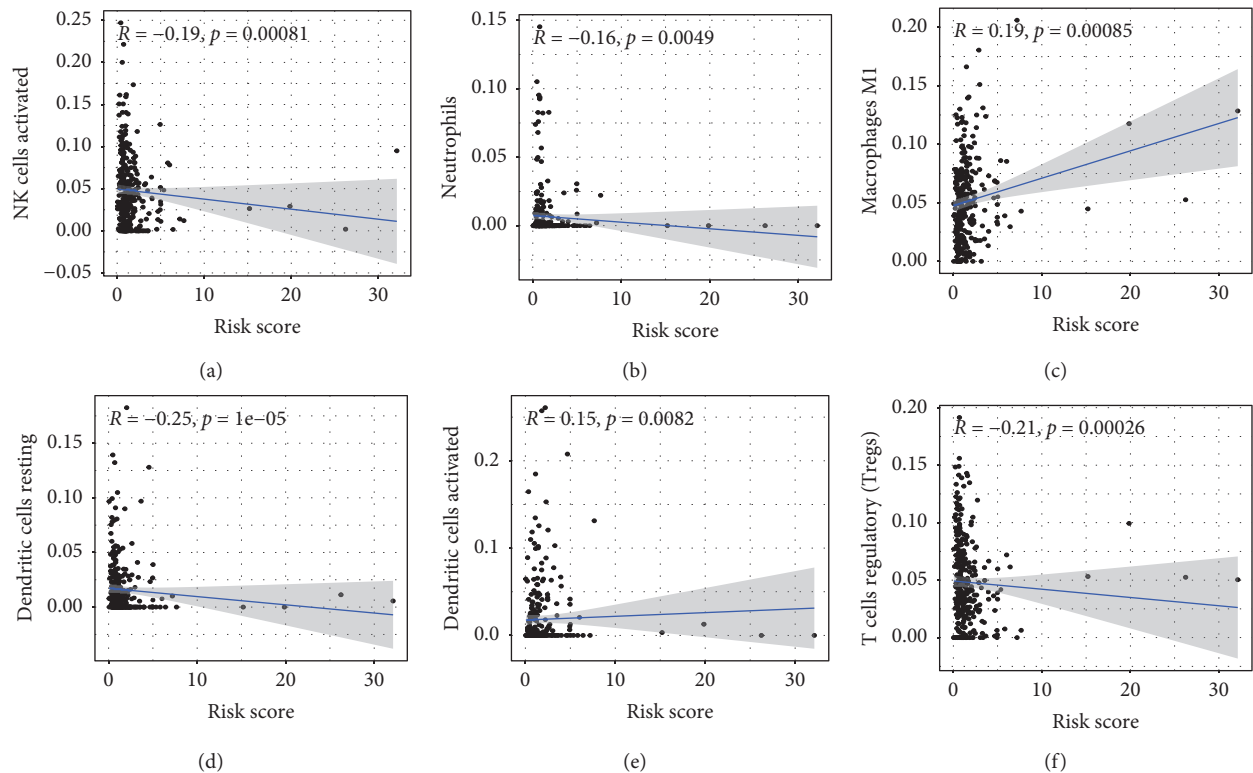 R = −0.19, p = 0.00081
NK cells activated
0.25
0.20
0.15
0.10
0.05
0.00
−0.05
0 10 20 30
Risk score
(a)
R = −0.16, p = 0.0049
Neutrophils
0.15
0.10
0.05
0.00
0 10 20 30
Risk score
(b)
R = 0.19, p = 0.00085
Macrophages M1
0.20
0.15
0.10
0.05
0.00
0 10 20 30
Risk score
(c)
R = −0.25, p = 1e−05
Dendritic cells resting
0.15
0.10
0.05
0.00
0 10 20 30
Risk score
(d)
R = 0.15, p = 0.0082
Dendritic cells activated
0.2
0.1
0.0
0 10 20 30
Risk score
(e)
R = −0.21, p = 0.00026
T cells regulatory (Tregs)
0.20
0.15
0.10
0.05
0.00
0 10 20 30
Risk score
(f)